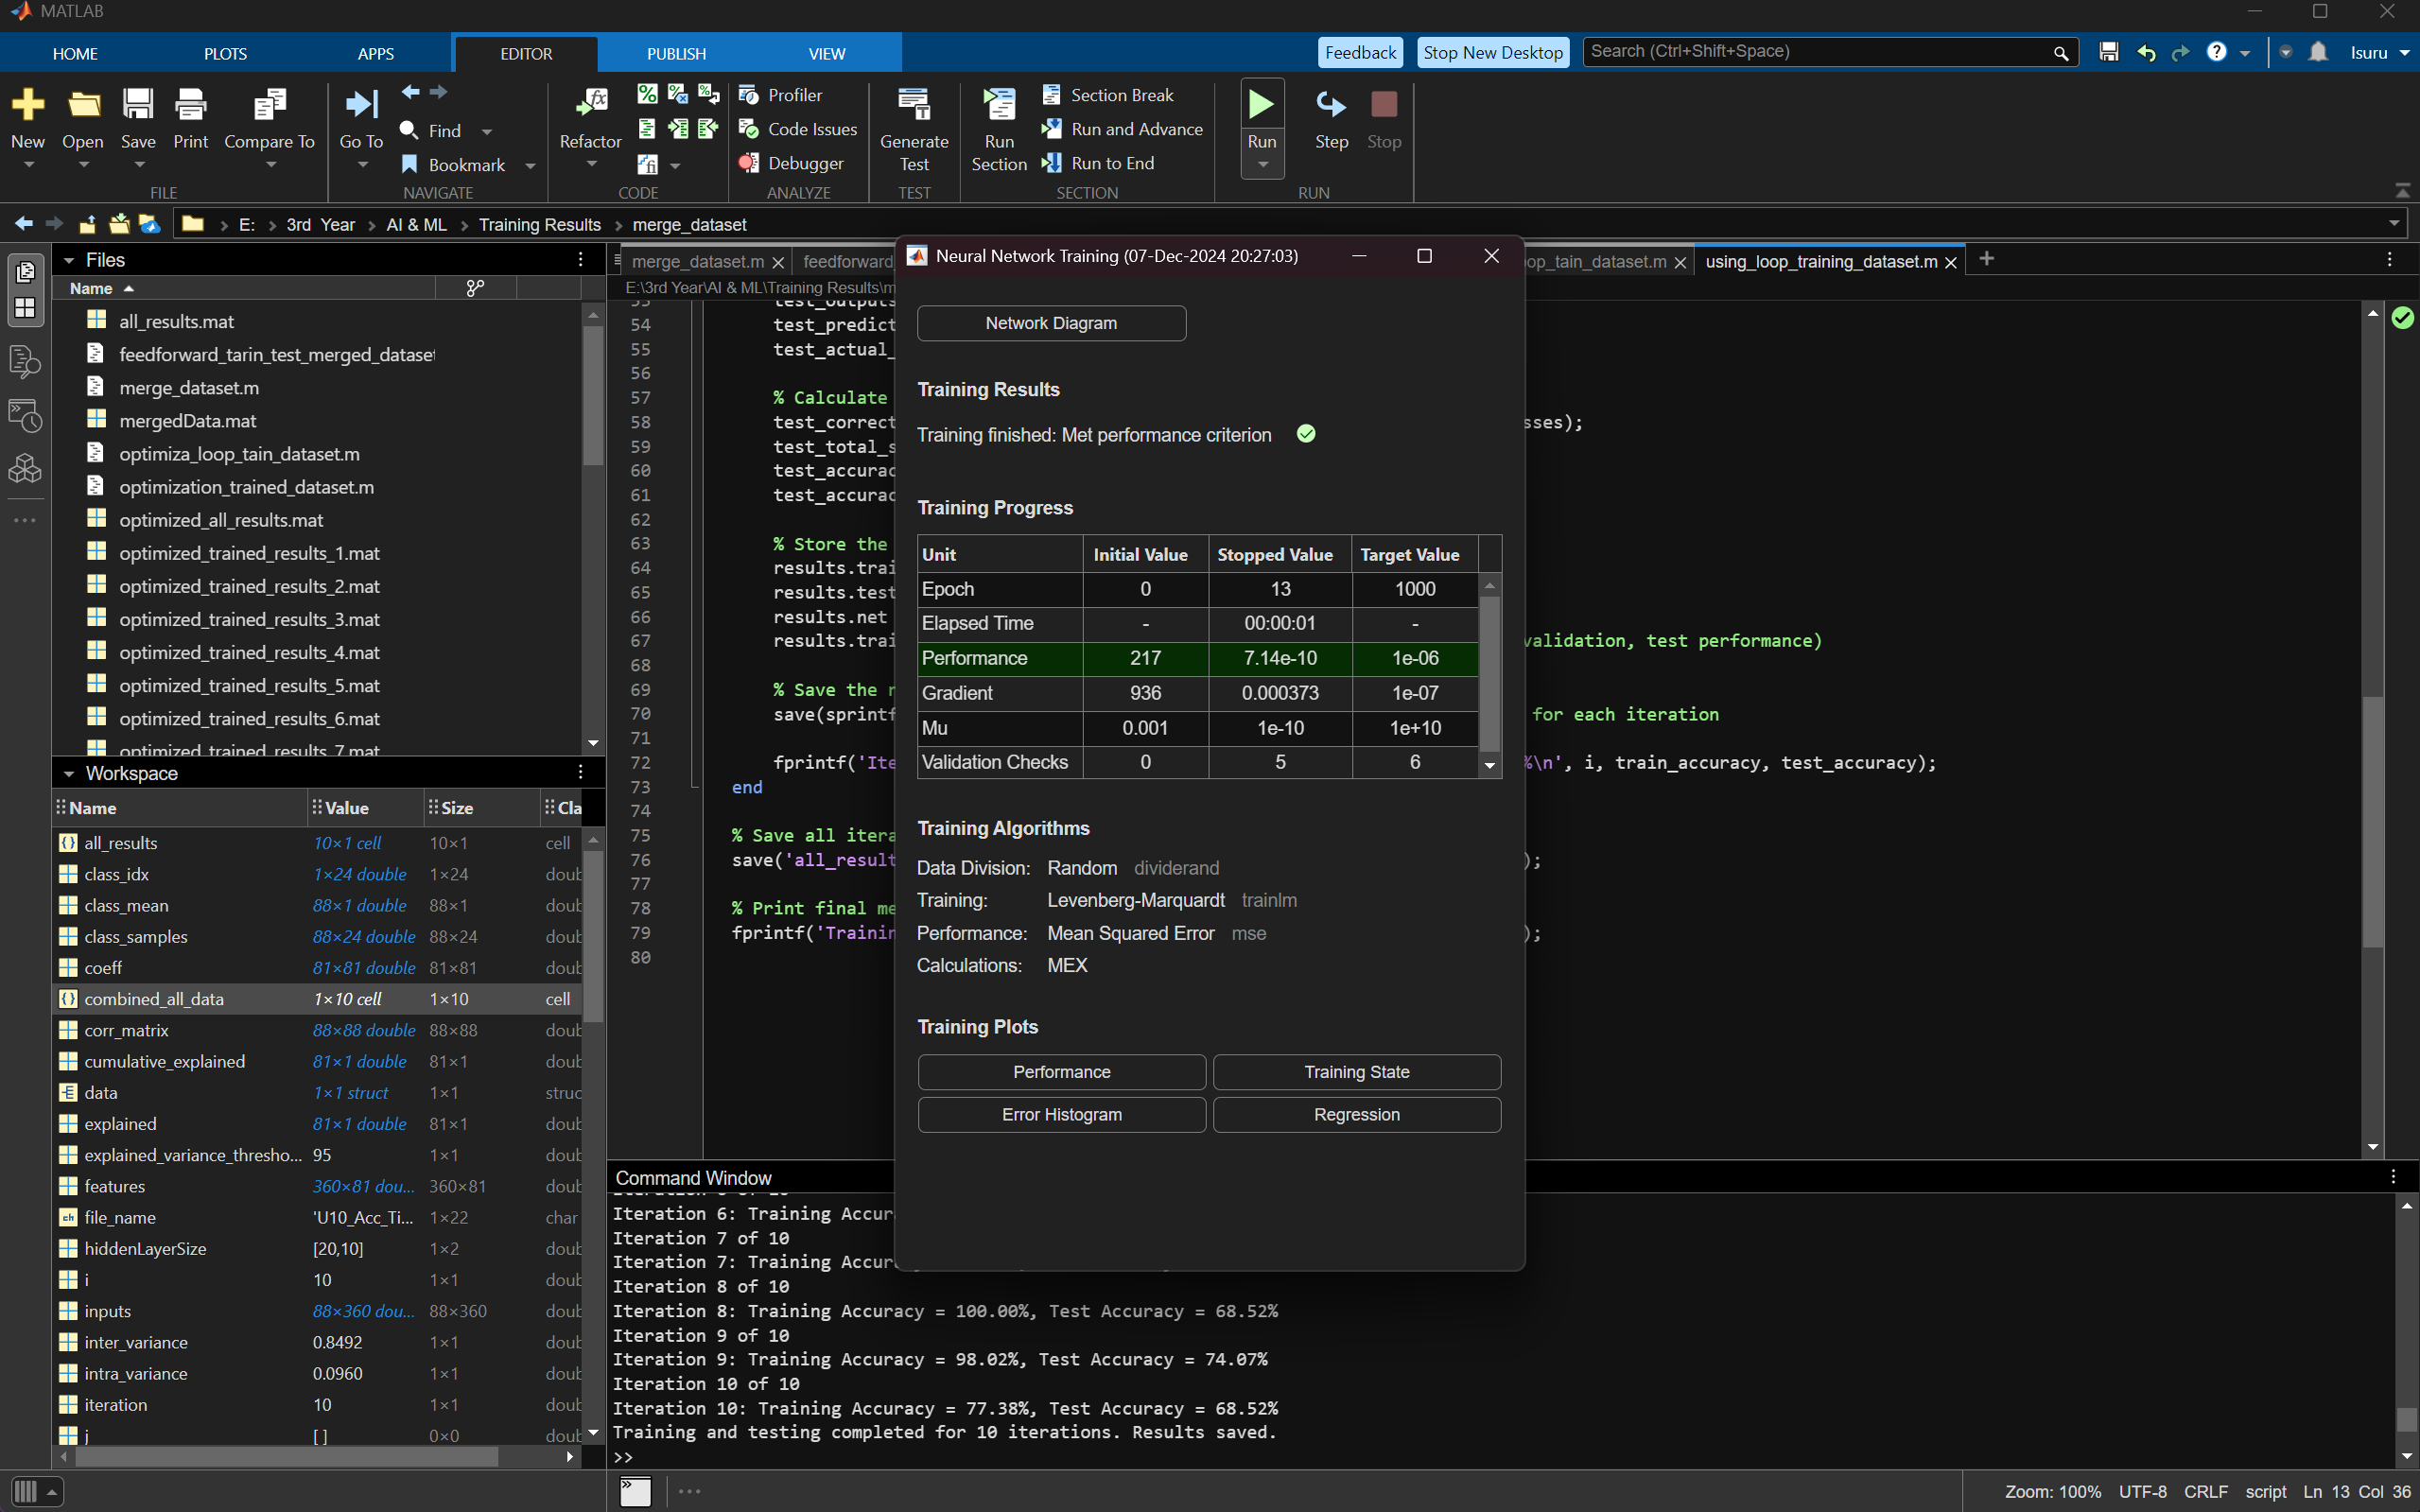 MATLAB
HOME
PLOTS
APPS
EDITOR
PUBLISH
VIEW
Feedback
Stop New Desktop
Search (Ctrl+Shift+Space)
Isuru
New
Open
Save
Print
Compare To
Go To
Find
Bookmark
Refactor
Profiler
Code Issues
Debugger
Generate Test
Run Section
Section Break
Run and Advance
Run to End
Run
Step
Stop
FILE
NAVIGATE
CODE
ANALYZE
TEST
SECTION
RUN
E: > 3rd Year > AI & ML > Training Results > merge_dataset
Files
Name
all_results.mat
feedforward_tarin_test_merged_dataset
merge_dataset.m
mergedData.mat
optimiza_loop_tain_dataset.m
optimization_trained_dataset.m
optimized_all_results.mat
optimized_trained_results_1.mat
optimized_trained_results_2.mat
optimized_trained_results_3.mat
optimized_trained_results_4.mat
optimized_trained_results_5.mat
optimized_trained_results_6.mat
optimized_trained_results_7.mat
Workspace
Name Value Size Cla
all_results 10×1 cell 10×1 cell
class_idx 1×24 double 1×24 doub
class_mean 88×1 double 88×1 doub
class_samples 88×24 double 88×24 doub
coeff 81×81 double 81×81 doub
combined_all_data 1×10 cell 1×10 cell
corr_matrix 88×88 double 88×88 doub
cumulative_explained 81×1 double 81×1 doub
data 1×1 struct 1×1 struc
explained 81×1 double 81×1 doub
explained_variance_thresho... 95 1×1 doub
features 360×81 dou... 360×81 doub
file_name 'U10_Acc_Ti... 1×22 char
hiddenLayerSize [20,10] 1×2 doub
i 10 1×1 doub
inputs 88×360 dou... 88×360 doub
inter_variance 0.8492 1×1 doub
intra_variance 0.0960 1×1 doub
iteration 10 1×1 doub
j [ ] 0×0 doub
merge_dataset.m
feedforward
op_tain_dataset.m
using_loop_training_dataset.m
E:\3rd Year\AI & ML\Training Results\m
53 test_outputs
54 test_predict
55 test_actual_
56
57 % Calculate
58 test_correct sses);
59 test_total_s
60 test_accurac
61 test_accurac
62
63 % Store the
64 results.trai
65 results.test
66 results.net
67 results.trai validation, test performance)
68
69 % Save the r
70 save(sprintf for each iteration
71
72 fprintf('Ite %\n', i, train_accuracy, test_accuracy);
73 end
74
75 % Save all itera
76 save('all_result );
77
78 % Print final me
79 fprintf('Trainin );
80
Neural Network Training (07-Dec-2024 20:27:03)
Network Diagram
Training Results
Training finished: Met performance criterion
Training Progress
Unit Initial Value Stopped Value Target Value
Epoch 0 13 1000
Elapsed Time - 00:00:01 -
Performance 217 7.14e-10 1e-06
Gradient 936 0.000373 1e-07
Mu 0.001 1e-10 1e+10
Validation Checks 0 5 6
Training Algorithms
Data Division: Random dividerand
Training: Levenberg-Marquardt trainlm
Performance: Mean Squared Error mse
Calculations: MEX
Training Plots
Performance
Training State
Error Histogram
Regression
Command Window
Iteration 6: Training Accur
Iteration 7 of 10
Iteration 7: Training Accur
Iteration 8 of 10
Iteration 8: Training Accuracy = 100.00%, Test Accuracy = 68.52%
Iteration 9 of 10
Iteration 9: Training Accuracy = 98.02%, Test Accuracy = 74.07%
Iteration 10 of 10
Iteration 10: Training Accuracy = 77.38%, Test Accuracy = 68.52%
Training and testing completed for 10 iterations. Results saved.
>>
Zoom: 100% UTF-8 CRLF script Ln 13 Col 36